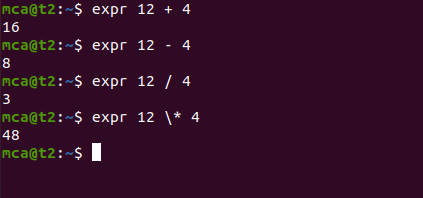 mca@t2:~$ expr 12 + 4
16
mca@t2:~$ expr 12 - 4
8
mca@t2:~$ expr 12 / 4
3
mca@t2:~$ expr 12 \* 4
48
mca@t2:~$